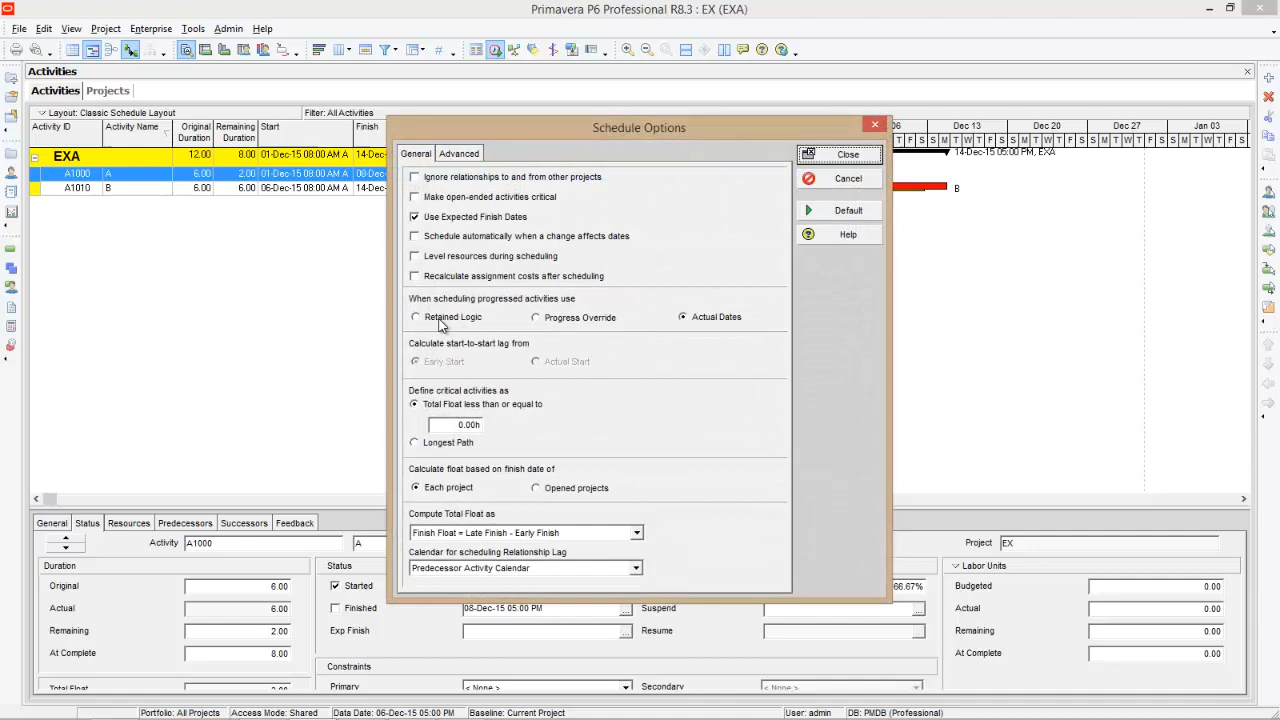 Primavera P6 Professional R8.3 : EX (EXA)
File Edit View Project Enterprise Tools Admin Help
Activities
Activities Projects
Layout: Classic Schedule Layout Filter: All Activities
Activity ID Activity Name Original Duration Remaining Duration Start Finish
06 Dec 13 Dec 20 Dec 27 Jan 03
T F S S M T W T F S S M T W T F S S M T W T F S S M T W T F S
EXA 12.00 8.00 01-Dec-15 08:00 AM A 14-Dec- 14-Dec-15 05:00 PM, EXA
A1000 A 6.00 2.00 01-Dec-15 08:00 AM A 08-Dec-
A1010 B 6.00 6.00 06-Dec-15 08:00 AM A 14-Dec- B
Schedule Options
General Advanced
Close
Cancel
Default
Help
Ignore relationships to and from other projects
Make open-ended activities critical
Use Expected Finish Dates
Schedule automatically when a change affects dates
Level resources during scheduling
Recalculate assignment costs after scheduling
When scheduling progressed activities use
Retained Logic Progress Override Actual Dates
Calculate start-to-start lag from
Early Start Actual Start
Define critical activities as
Total Float less than or equal to
0.00h
Longest Path
Calculate float based on finish date of
Each project Opened projects
Compute Total Float as
Finish Float = Late Finish - Early Finish
Calendar for scheduling Relationship Lag
Predecessor Activity Calendar
General Status Resources Predecessors Successors Feedback
Activity A1000 A Project EX
Duration Status Labor Units
Original 6.00 Started 66.67% Budgeted 0.00
Actual 6.00 Finished 08-Dec-15 05:00 PM Suspend Actual 0.00
Remaining 2.00 Exp Finish Resume Remaining 0.00
At Complete 8.00 At Complete 0.00
Constraints
Total Float Primary < None > Secondary < None >
Portfolio: All Projects Access Mode: Shared Data Date: 06-Dec-15 05:00 PM Baseline: Current Project User: admin DB: PMDB (Professional)